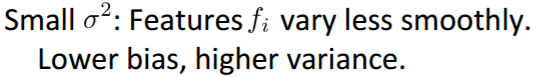 Small σ²: Features fᵢ vary less smoothly.
Lower bias, higher variance.